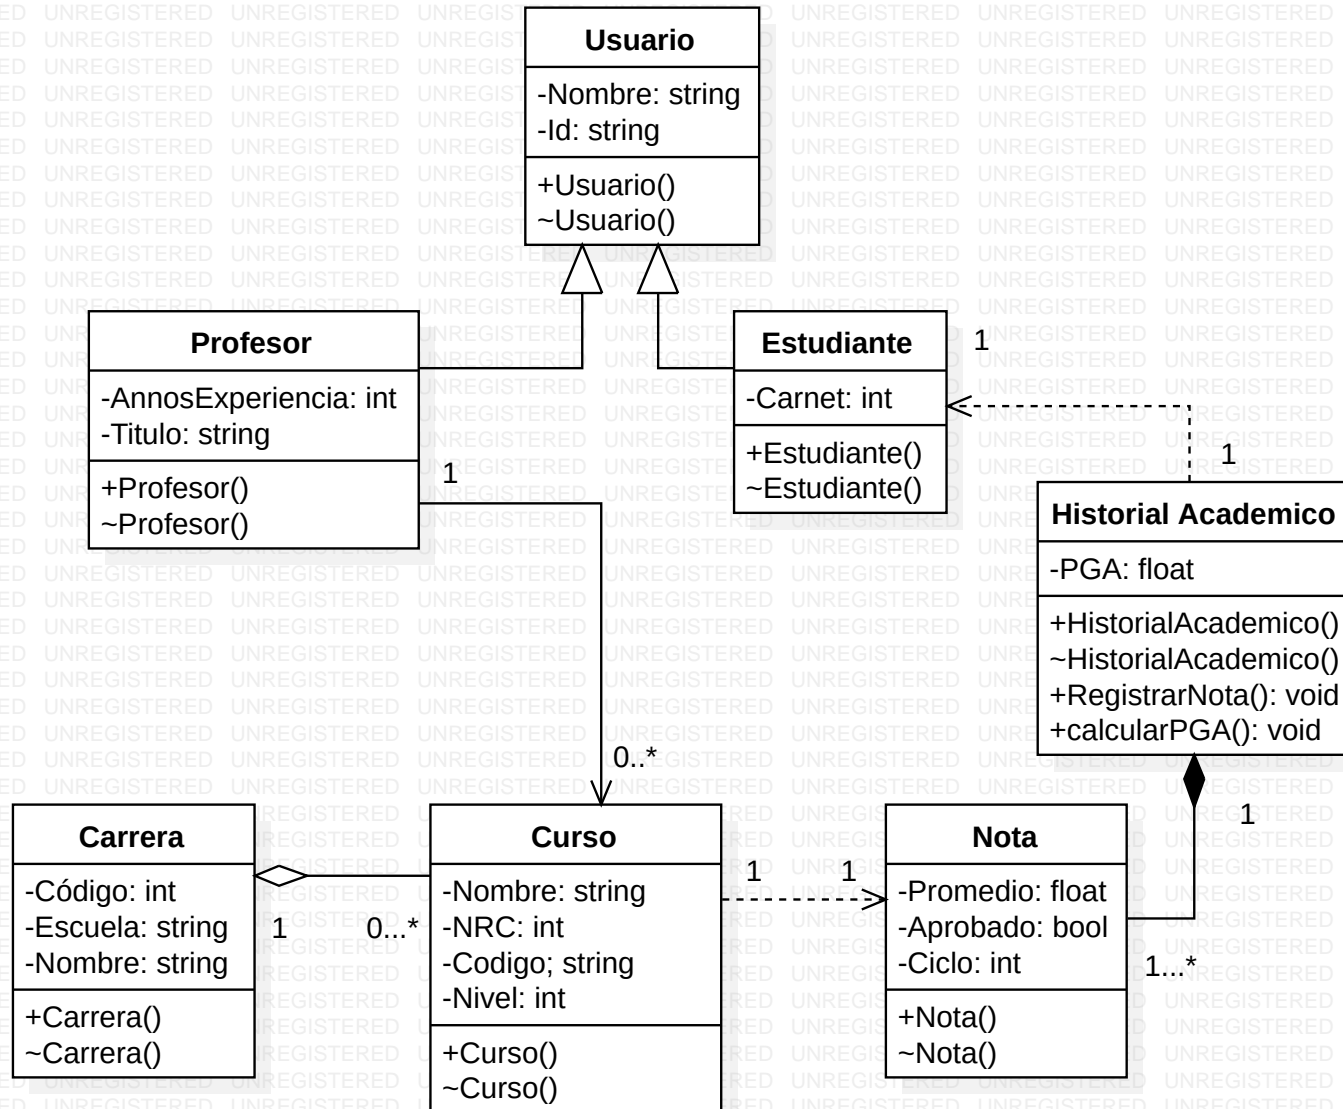 Usuario
-Nombre: string
-Id: string
+Usuario()
~Usuario()
Profesor
-AnnosExperiencia: int
-Titulo: string
+Profesor()
~Profesor()
1
Estudiante
-Carnet: int
+Estudiante()
~Estudiante()
1
1
Historial Academico
-PGA: float
+HistorialAcademico()
~HistorialAcademico()
+RegistrarNota(): void
+calcularPGA(): void
0..*
Carrera
-Código: int
-Escuela: string
-Nombre: string
+Carrera()
~Carrera()
1
0...*
Curso
-Nombre: string
-NRC: int
-Codigo; string
-Nivel: int
+Curso()
~Curso()
1
1
Nota
-Promedio: float
-Aprobado: bool
-Ciclo: int
+Nota()
~Nota()
1
1...*
UNREGISTERED